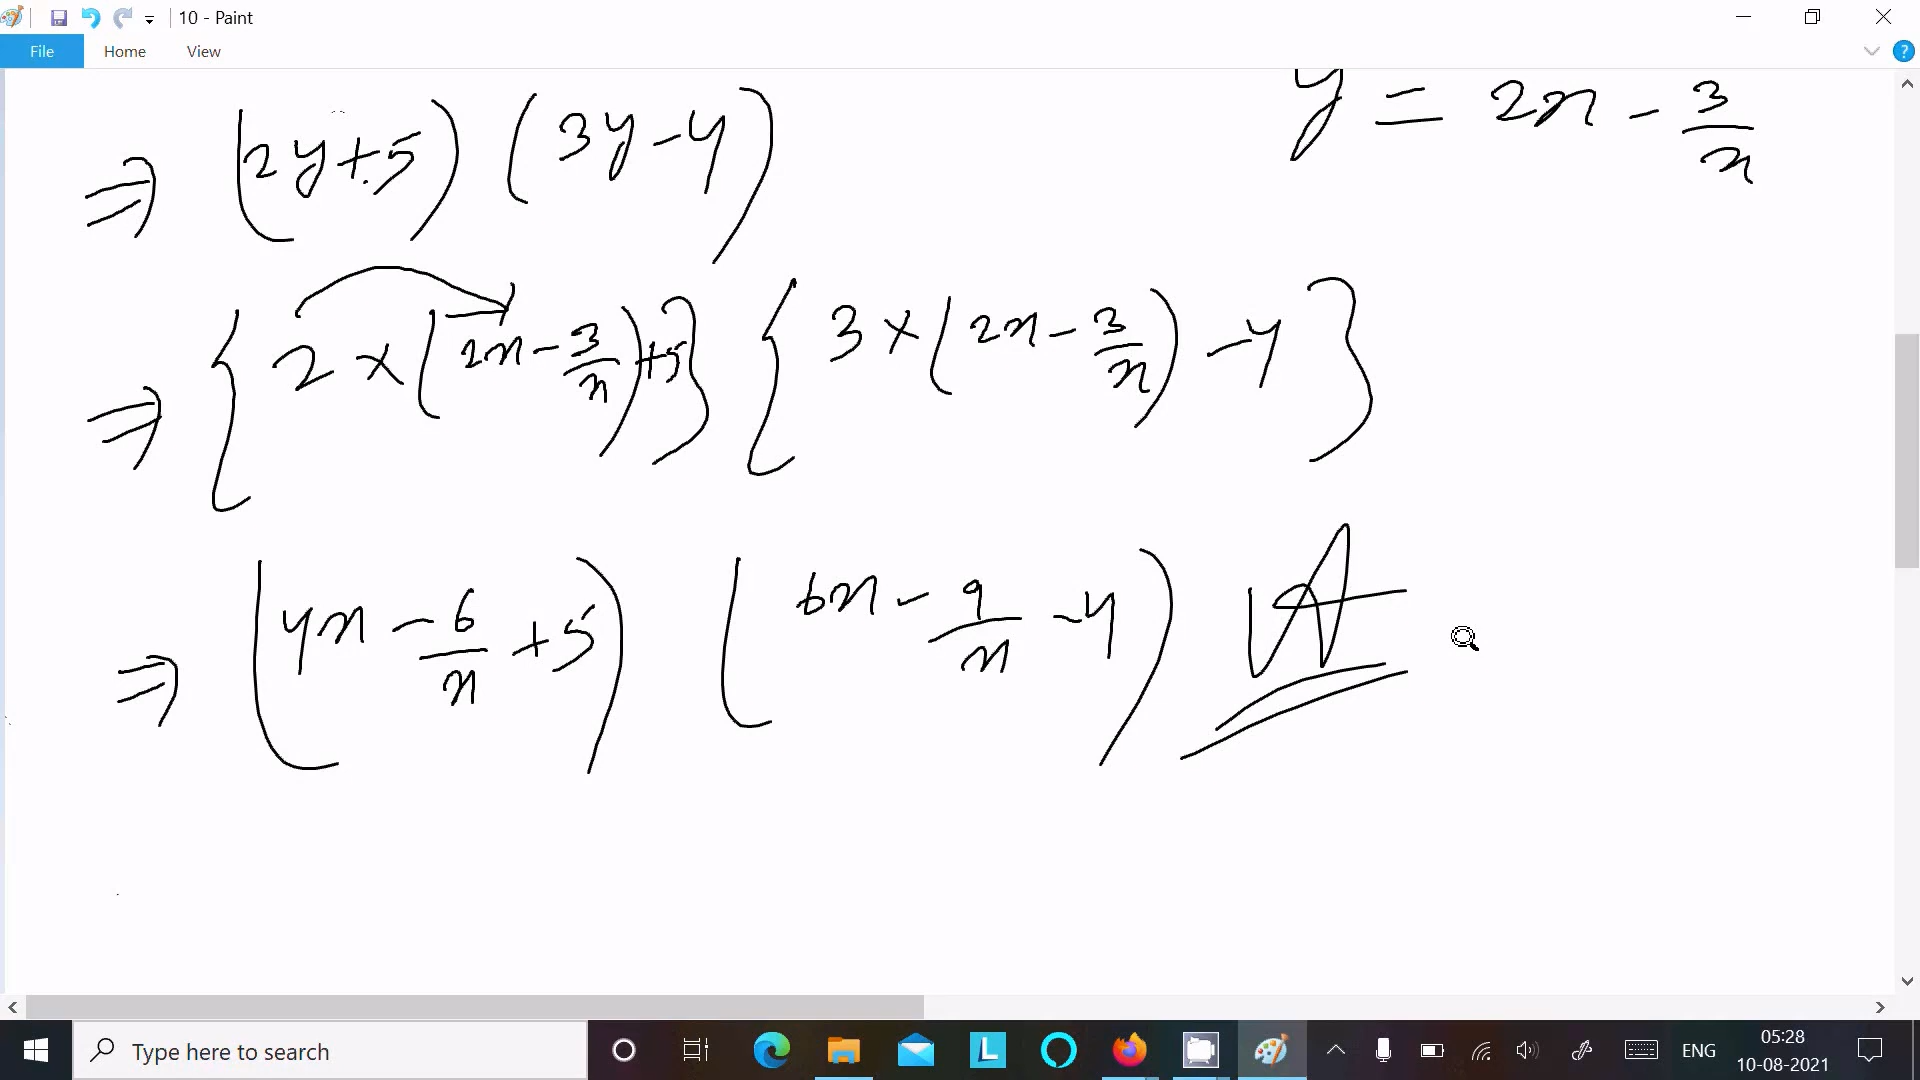 10 - Paint
File Home View
y = 2x - 3/x
⇒ (2y+5) (3y-4)
⇒ {2 × (2x - 3/x) +5} {3 × (2x - 3/x) - 4}
⇒ (4x - 6/x + 5) (6x - 9/x - 4)
Type here to search
ENG
05:28
10-08-2021